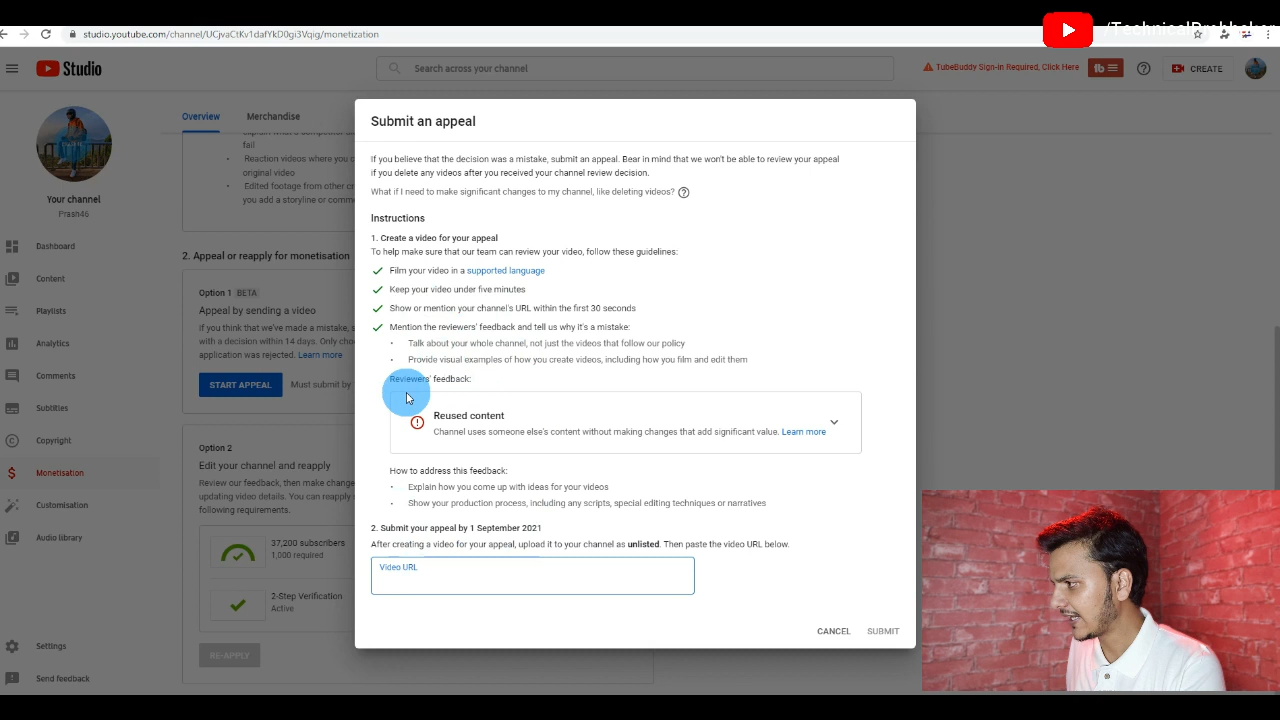 /TechnicalPrabhakar
studio.youtube.com/channel/UCjvaCtKv1dafYkD0gi3Vqig/monetization
Studio
Search across your channel
TubeBuddy Sign-In Required, Click Here
tb
CREATE
Your channel
Prash46
Dashboard
Content
Playlists
Analytics
Comments
Subtitles
Copyright
Monetisation
Customisation
Audio library
Settings
Send feedback
Overview
Merchandise
fail
Reaction videos where you
original video
Edited footage from other
you add a storyline or
2. Appeal or reapply for monetisation
Option 1 BETA
Appeal by sending a video
If you think that we've made a mistake,
with a decision within 14 days. Only
application was rejected. Learn more
START APPEAL
Must submit by
Option 2
Edit your channel and reapply
Review our feedback, then make
updating video details. You can
following requirements.
37,200 subscribers
1,000 required
2-Step Verification
Active
RE-APPLY
Submit an appeal
If you believe that the decision was a mistake, submit an appeal. Bear in mind that we won't be able to review your appeal
if you delete any videos after you received your channel review decision.
What if I need to make significant changes to my channel, like deleting videos?
Instructions
1. Create a video for your appeal
To help make sure that our team can review your video, follow these guidelines:
Film your video in a supported language
Keep your video under five minutes
Show or mention your channel's URL within the first 30 seconds
Mention the reviewers' feedback and tell us why it's a mistake:
Talk about your whole channel, not just the videos that follow our policy
Provide visual examples of how you create videos, including how you film and edit them
Reviewers' feedback:
Reused content
Channel uses someone else's content without making changes that add significant value. Learn more
How to address this feedback:
Explain how you come up with ideas for your videos
Show your production process, including any scripts, special editing techniques or narratives
2. Submit your appeal by 1 September 2021
After creating a video for your appeal, upload it to your channel as unlisted. Then paste the video URL below.
Video URL
CANCEL
SUBMIT